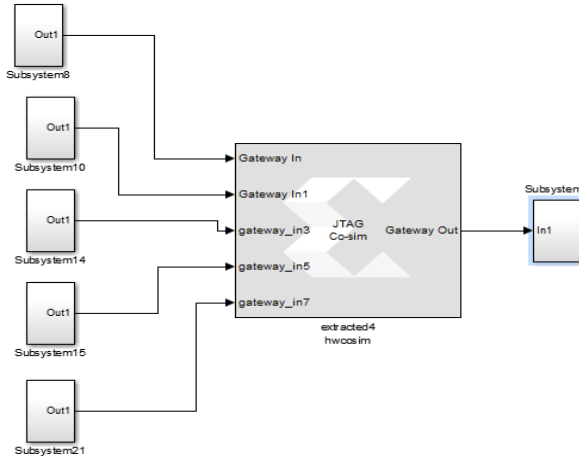 Out1
Subsystem8
Out1
Subsystem10
Out1
Subsystem14
Out1
Subsystem15
Out1
Subsystem21
Gateway In
Gateway In1
gateway_in3
gateway_in5
gateway_in7
JTAG
Co-sim
Gateway Out
extracted4
hwcosim
Subsystem
In1